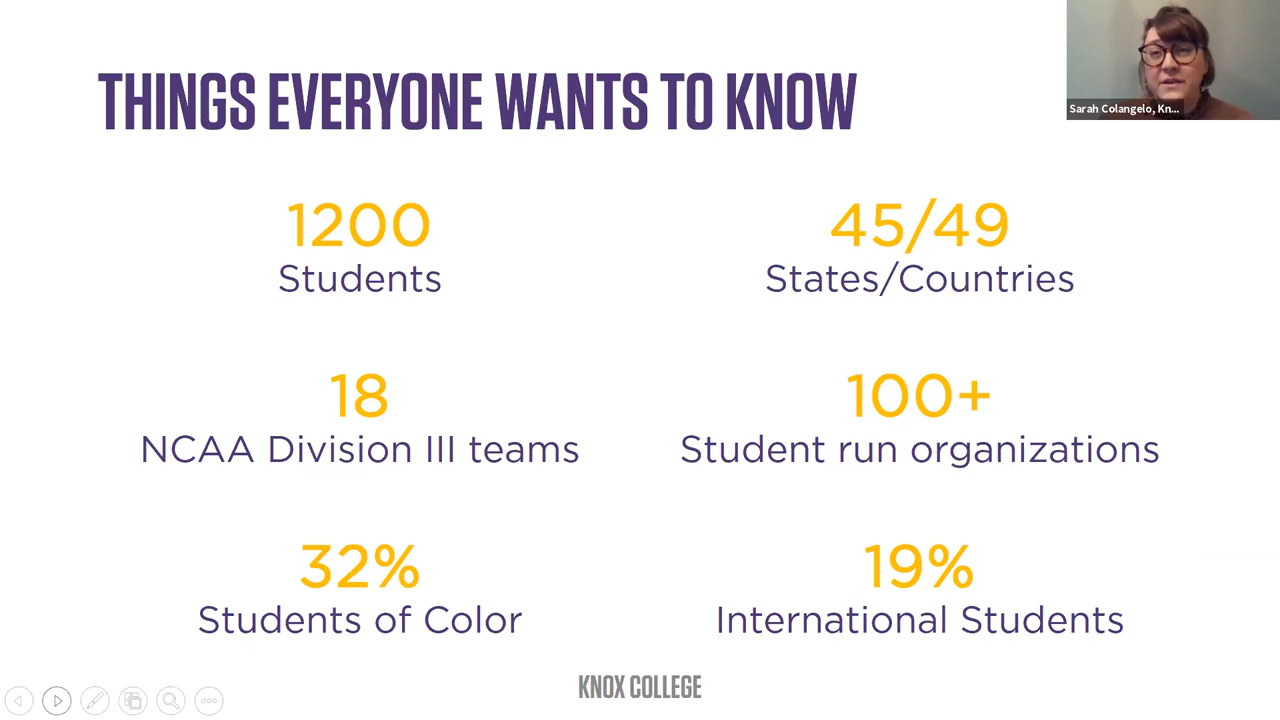 THINGS EVERYONE WANTS TO KNOW
Sarah Colangelo, Kn...
1200
Students
45/49
States/Countries
18
NCAA Division III teams
100+
Student run organizations
32%
Students of Color
19%
International Students
KNOX COLLEGE